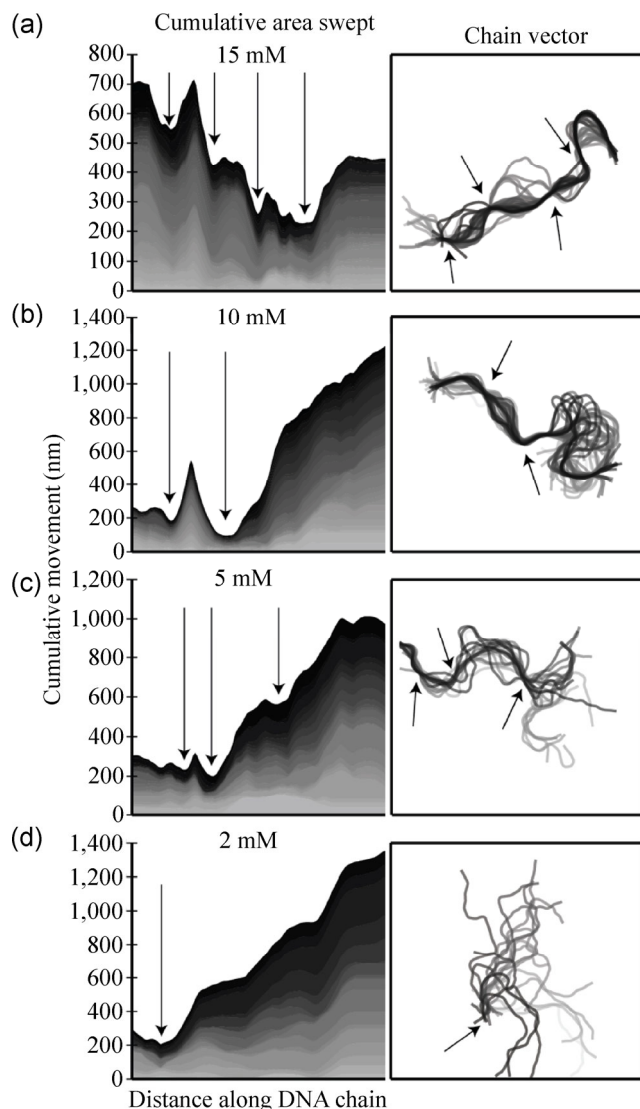 (a)
Cumulative area swept
Chain vector
15 mM
800
700
600
500
400
300
200
100
0
(b)
10 mM
1,400
1,200
1,000
800
600
400
200
0
Cumulative movement (nm)
(c)
5 mM
1,200
1,000
800
600
400
200
0
(d)
2 mM
1,400
1,200
1,000
800
600
400
200
0
Distance along DNA chain